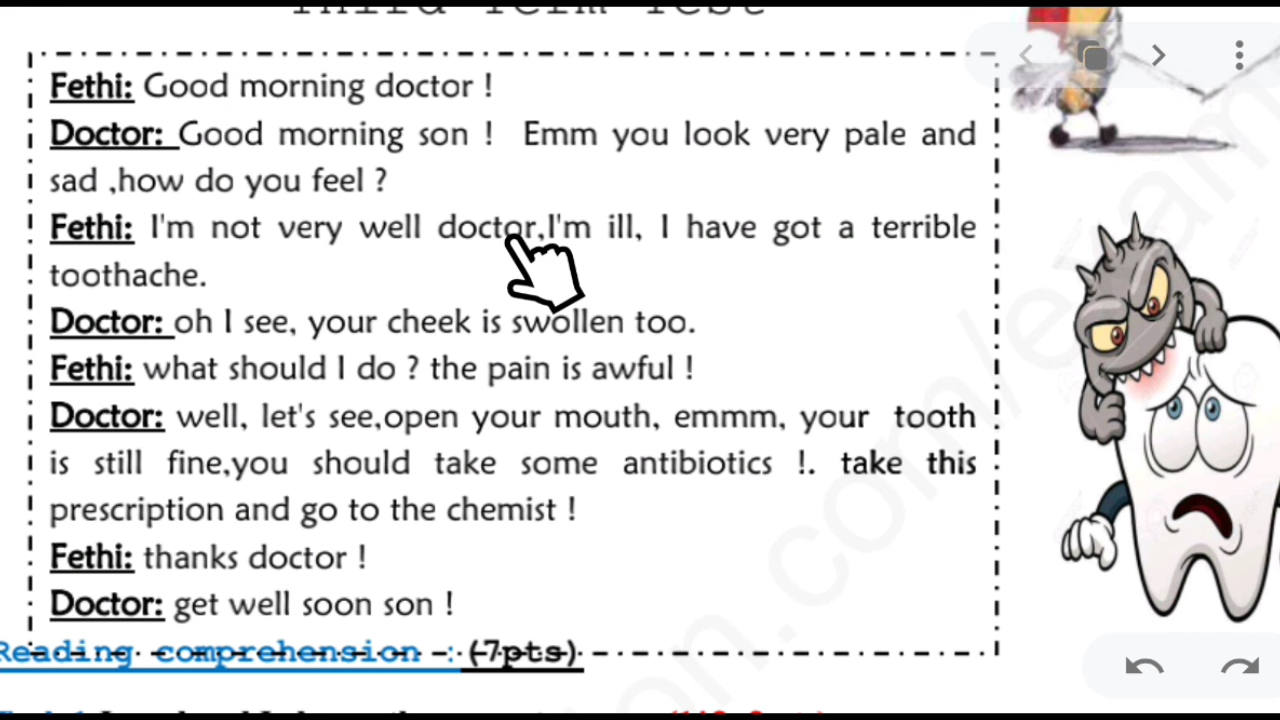 Third Term Test
Fethi: Good morning doctor !
Doctor: Good morning son ! Emm you look very pale and
sad ,how do you feel ?
Fethi: I'm not very well doctor,I'm ill, I have got a terrible
toothache.
Doctor: oh I see, your cheek is swollen too.
Fethi: what should I do ? the pain is awful !
Doctor: well, let's see,open your mouth, emmm, your tooth
is still fine,you should take some antibiotics !. take this
prescription and go to the chemist !
Fethi: thanks doctor !
Doctor: get well soon son !
Reading comprehension : (7pts)